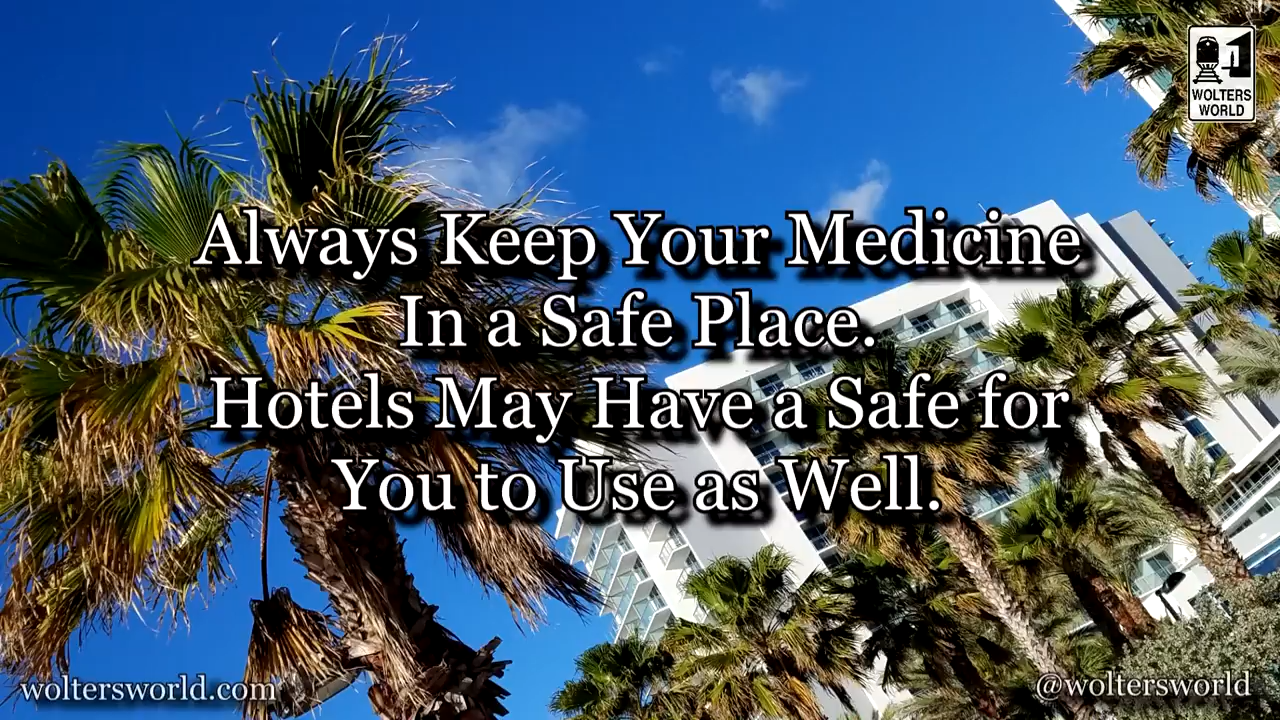 WOLTERS
WORLD
Always Keep Your Medicine
In a Safe Place.
Hotels May Have a Safe for
You to Use as Well.
woltersworld.com
@woltersworld